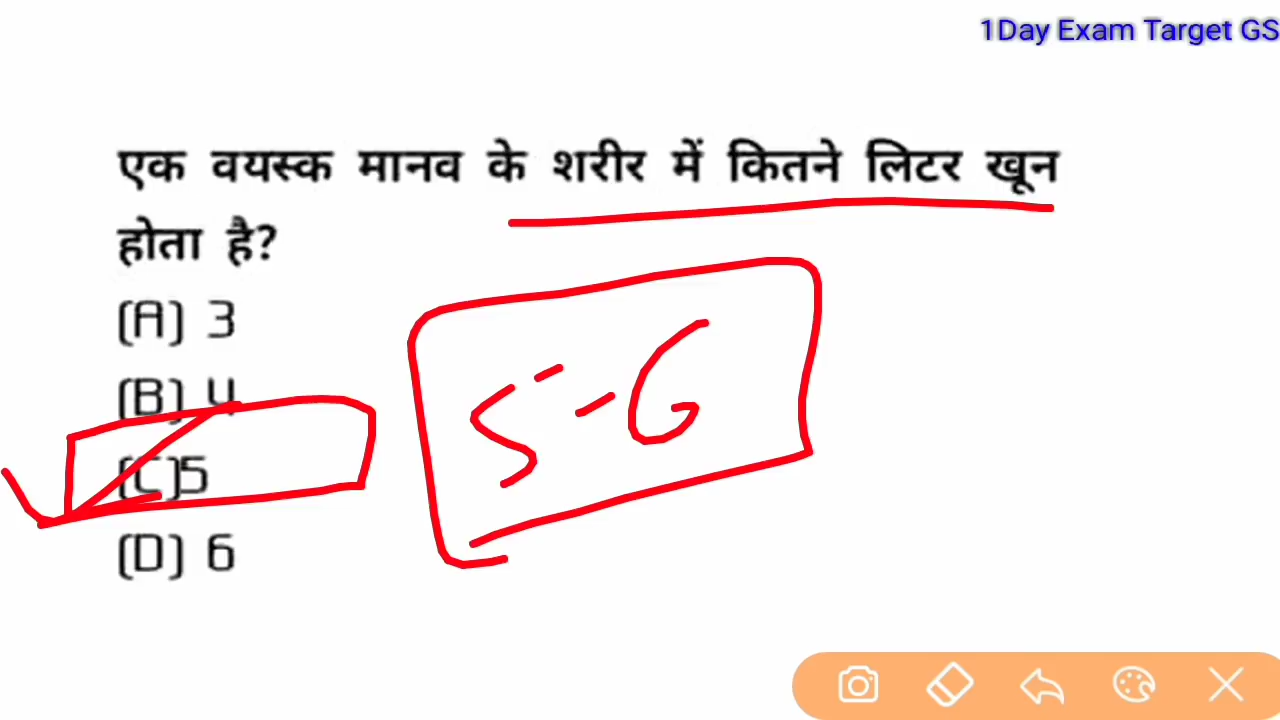 1Day Exam Target GS
एक वयस्क मानव के शरीर में कितने लिटर खून
होता है?
(A) 3
(B) 4
(C)5
5-6
(D) 6